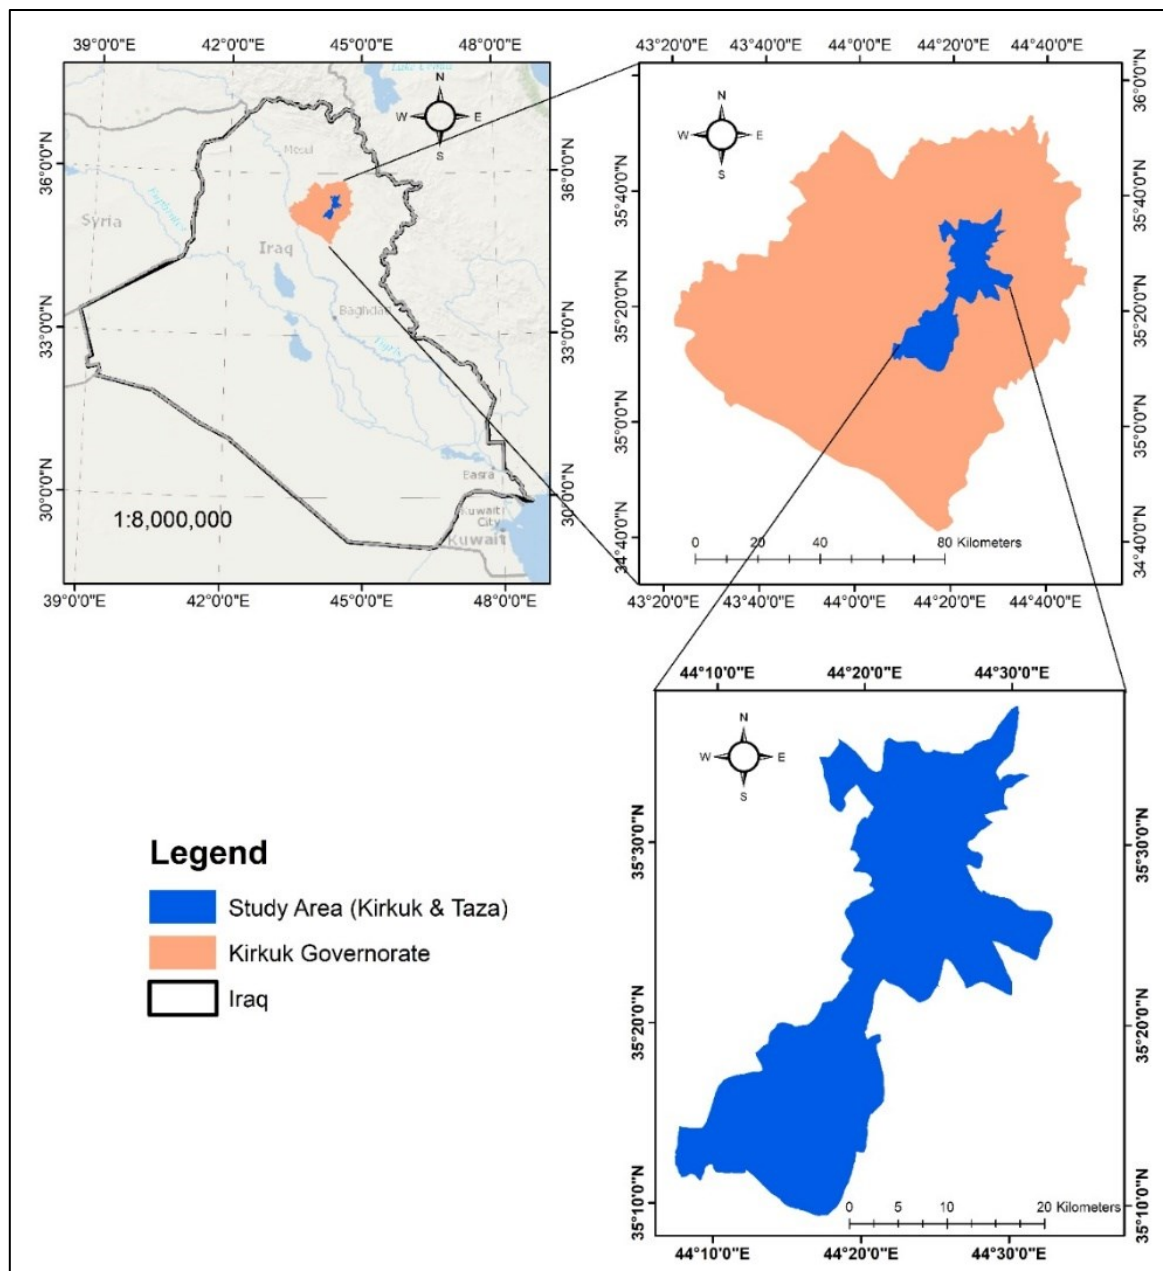 39°0'0"E 42°0'0"E 45°0'0"E 48°0'0"E
36°0'0"N
33°0'0"N
30°0'0"N
36°0'0"N
33°0'0"N
30°0'0"N
N
W E
S
Mosul
Syria
Euphrates
Iraq
Baghdad
Tigris
Basra
Kuwait
City
Kuwait
1:8,000,000
39°0'0"E 42°0'0"E 45°0'0"E 48°0'0"E
43°20'0"E 43°40'0"E 44°0'0"E 44°20'0"E 44°40'0"E
35°40'0"N
35°20'0"N
35°0'0"N
34°40'0"N
36°0'0"N
35°40'0"N
35°20'0"N
35°0'0"N
34°40'0"N
N
W E
S
0 20 40 80 Kilometers
43°20'0"E 43°40'0"E 44°0'0"E 44°20'0"E 44°40'0"E
44°10'0"E 44°20'0"E 44°30'0"E
35°30'0"N
35°20'0"N
35°10'0"N
35°30'0"N
35°20'0"N
35°10'0"N
N
W E
S
0 5 10 20 Kilometers
44°10'0"E 44°20'0"E 44°30'0"E
Legend
Study Area (Kirkuk & Taza)
Kirkuk Governorate
Iraq